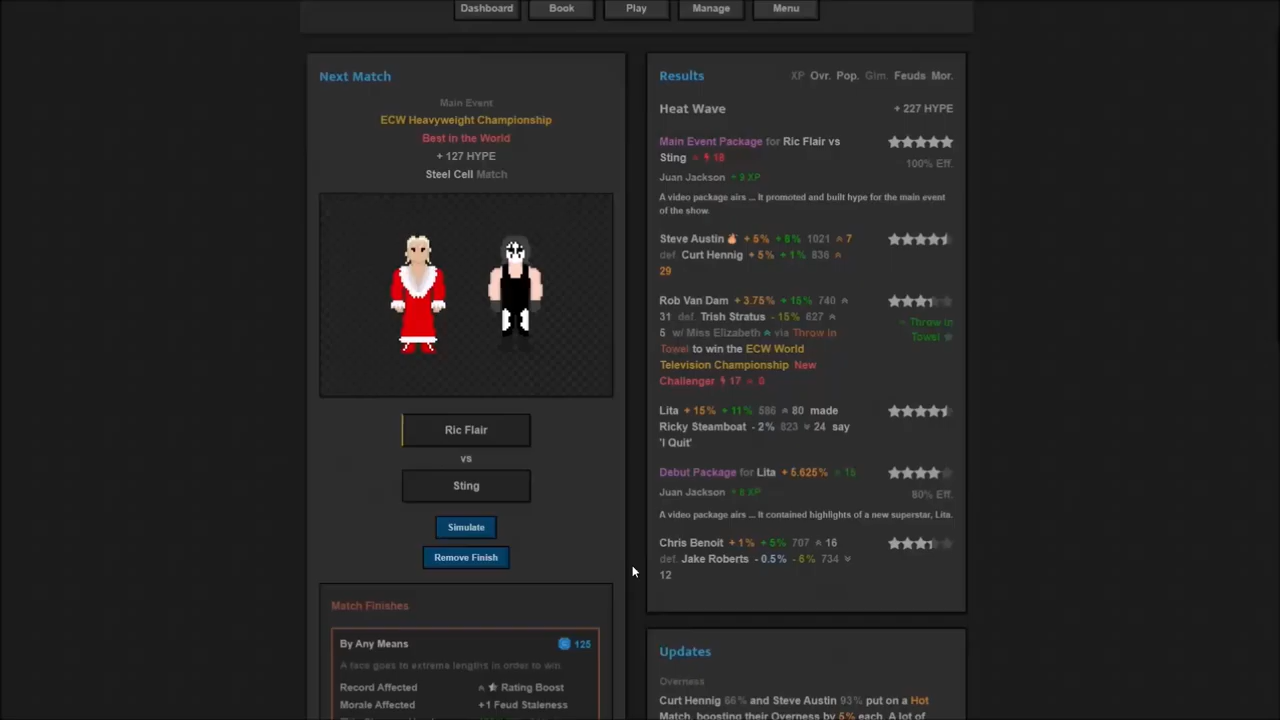 Dashboard
Book
Play
Manage
Menu
Next Match
Main Event
ECW Heavyweight Championship
Best in the World
+ 127 HYPE
Steel Cell Match
Ric Flair
vs
Sting
Simulate
Remove Finish
Match Finishes
By Any Means 125
A face goes to extreme lengths in order to win.
Record Affected Rating Boost
Morale Affected +1 Feud Staleness
Results XP Ovr. Pop. Gim. Feuds Mor.
Heat Wave + 227 HYPE
Main Event Package for Ric Flair vs
Sting = 18
100% Eff.
Juan Jackson + 3 XP
A video package airs ... It promoted and built hype for the main event
of the show.
Steve Austin + 5% + 8% 1021 7
def Curt Hennig + 5% + 1% 836
29
Rob Van Dam + 3.75% + 15% 740
31 def. Trish Stratus - 15% 627
5 w/ Miss Elizabeth via Throw In
Towel to win the ECW World
Television Championship New
Challenger 17 = 0
Throw In
Towel
Lita + 15% + 11% 586 80 made
Ricky Steamboat - 2% 823 24 say
'I Quit'
Debut Package for Lita + 5.625% + 15
Juan Jackson + 8 XP
80% Eff.
A video package airs ... It contained highlights of a new superstar, Lita.
Chris Benoit + 1% + 5% 707 16
def. Jake Roberts - 0.5% - 6% 734
12
Updates
Overness
Curt Hennig 66% and Steve Austin 93% put on a Hot
Match, boosting their Overness by 5% each. A lot of